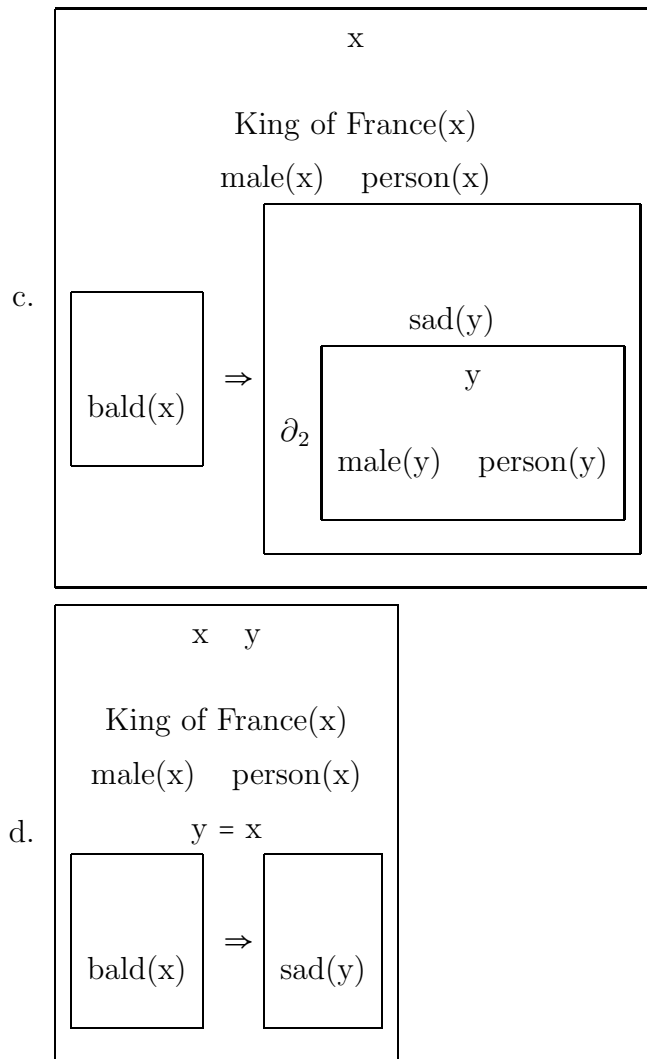 x
King of France(x)
male(x) person(x)
c.
sad(y)
y
bald(x) ⇒
∂₂
male(y) person(y)
x y
King of France(x)
male(x) person(x)
y = x
d.
bald(x) ⇒ sad(y)